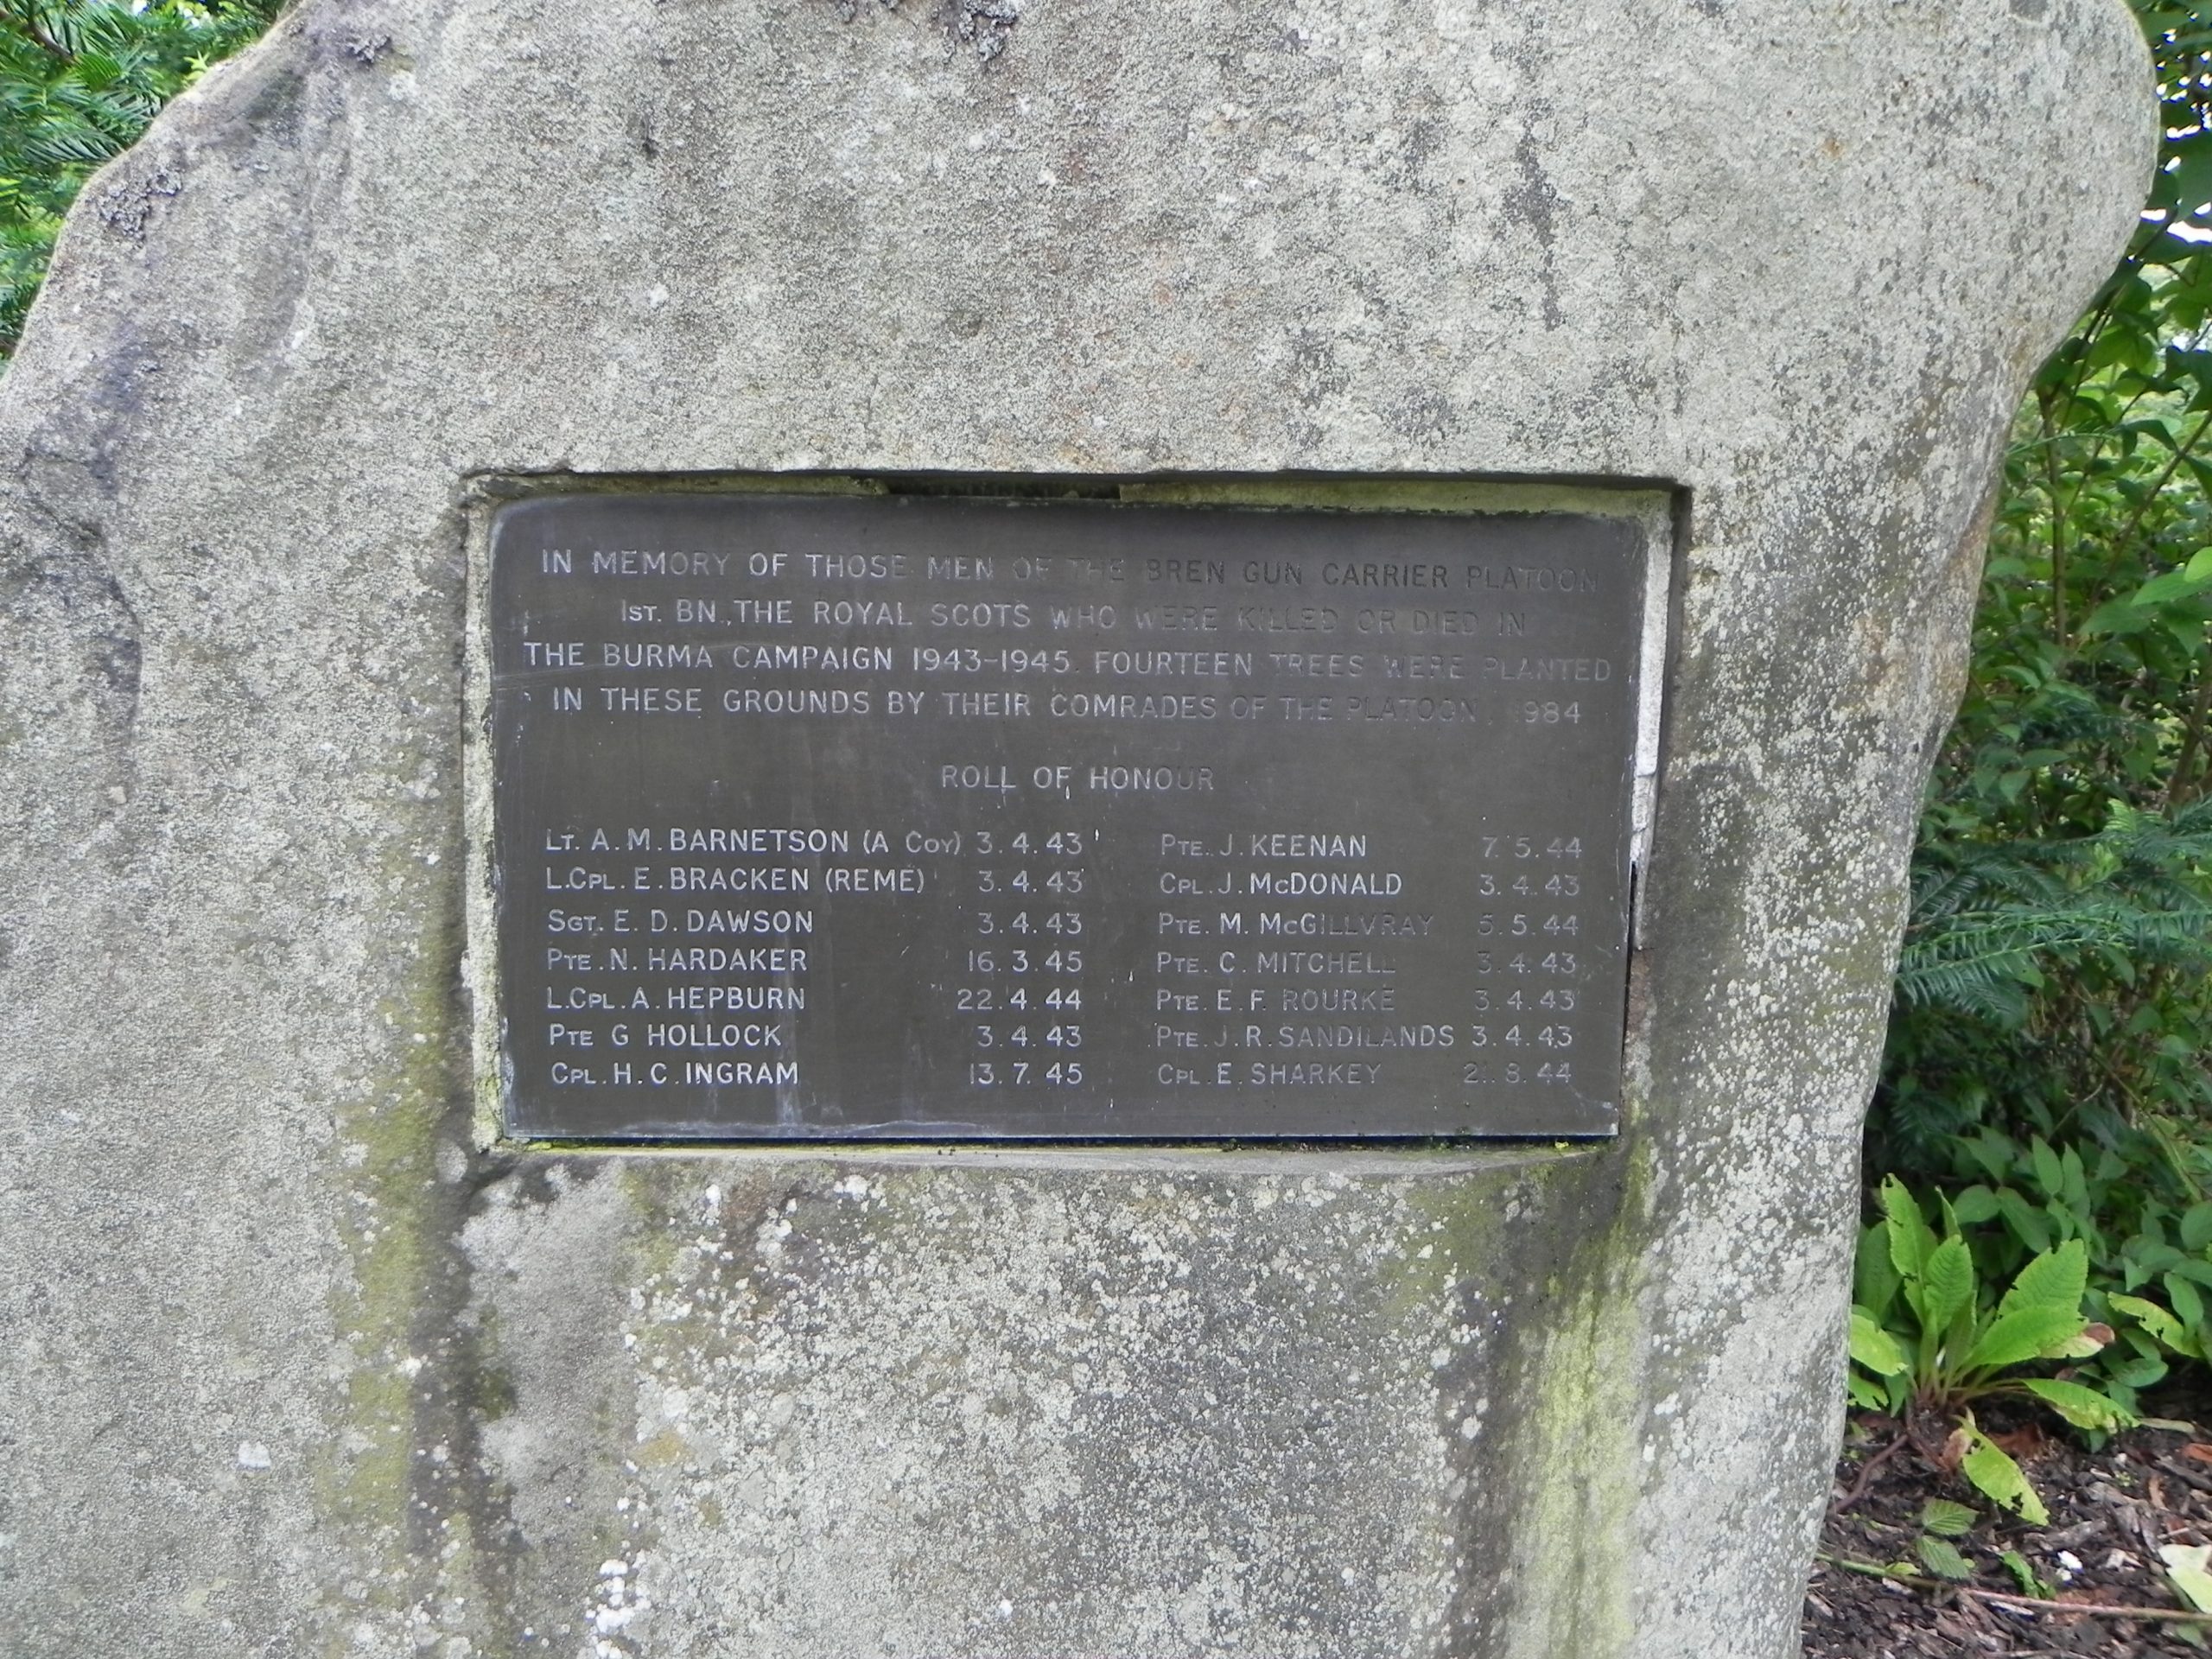 IN MEMORY OF THOSE MEN OF THE BREN GUN CARRIER PLATOON
1ST. BN., THE ROYAL SCOTS WHO WERE KILLED OR DIED IN
THE BURMA CAMPAIGN 1943-1945. FOURTEEN TREES WERE PLANTED
IN THESE GROUNDS BY THEIR COMRADES OF THE PLATOON 1984
ROLL OF HONOUR
LT. A. M. BARNETSON (A COY) 3. 4. 43
L.CPL. E. BRACKEN (REME) 3. 4. 43
SGT. E. D. DAWSON 3. 4. 43
PTE. N. HARDAKER 16. 3. 45
L.CPL. A. HEPBURN 22. 4. 44
PTE G HOLLOCK 3. 4. 43
CPL. H. C. INGRAM 13. 7. 45
PTE. J. KEENAN 7. 5. 44
CPL. J. McDONALD 3. 4. 43
PTE. M. McGILLVRAY 5. 5. 44
PTE. C. MITCHELL 3. 4. 43
PTE. E. F. ROURKE 3. 4. 43
PTE. J. R. SANDILANDS 3. 4. 43
CPL. E. SHARKEY 8. 44